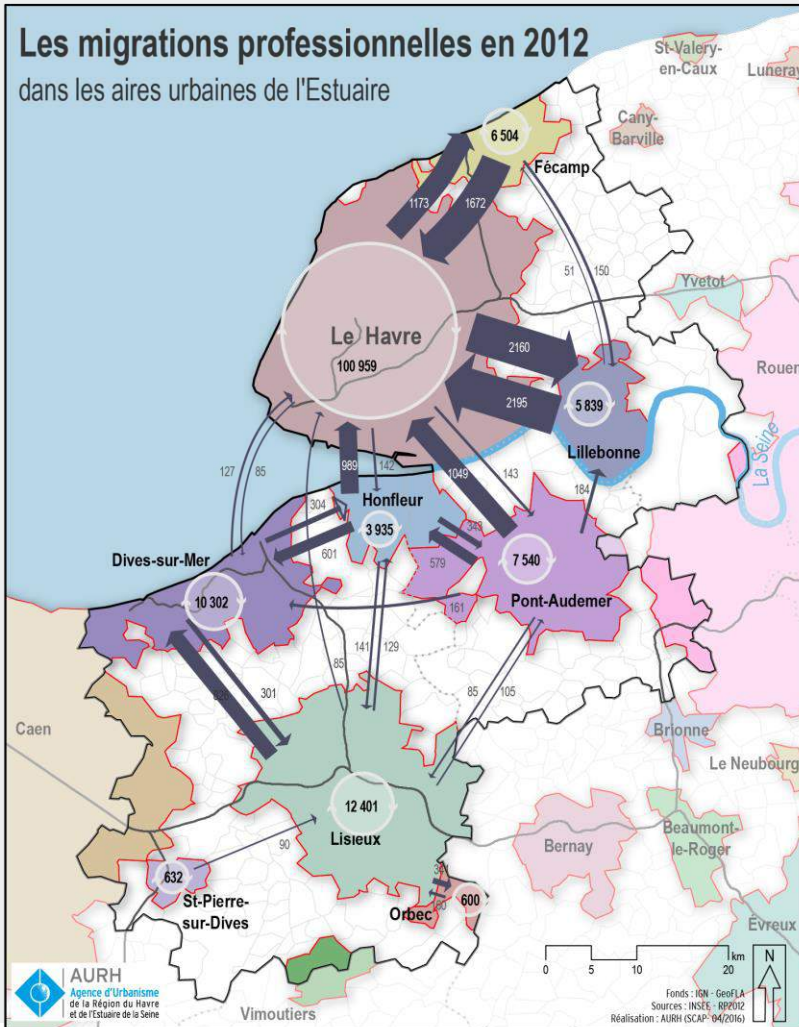 Les migrations professionnelles en 2012
dans les aires urbaines de l'Estuaire
St-Valery-
en-Caux
Luneray
Cany-
Barville
6 504
Fécamp
1173
1672
51
150
Yvetot
Rouen
Le Havre
100 959
2160
2195
5 839
Lillebonne
La Seine
127
85
989
142
1049
143
184
304
Honfleur
3 935
343
601
579
7 540
Pont-Audemer
Dives-sur-Mer
10 302
161
141
129
85
301
85
105
Caen
Brionne
Le Neubourg
12 401
Lisieux
90
Bernay
Beaumont-
le-Roger
632
St-Pierre-
sur-Dives
Orbec
600
Évreux
Vimoutiers
km
0
5
10
20
N
AURH
Agence d'Urbanisme
de la Région du Havre
et de l'Estuaire de la Seine
Fonds : IGN - GeoFLA
Sources : INSEE - RP2012
Réalisation : AURH (SCAP- 04/2016)